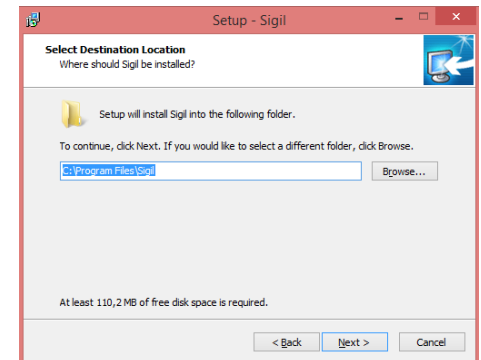 Setup - Sigil
Select Destination Location
Where should Sigil be installed?
Setup will install Sigil into the following folder.
To continue, click Next. If you would like to select a different folder, click Browse.
C:\Program Files\Sigil
Browse...
At least 110,2 MB of free disk space is required.
< Back
Next >
Cancel